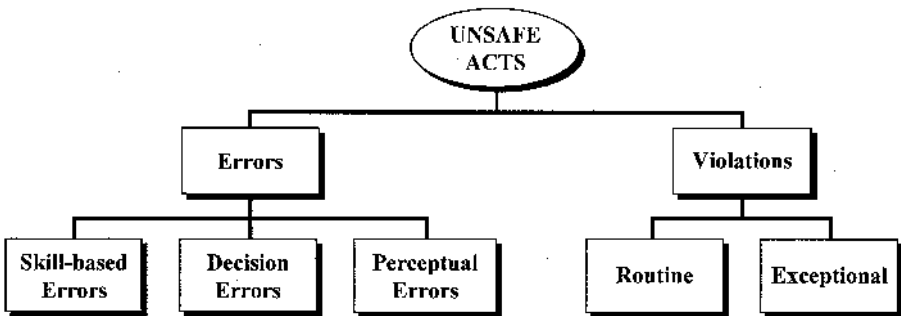 UNSAFE
ACTS
Errors
Violations
Skill-based
Errors
Decision
Errors
Perceptual
Errors
Routine
Exceptional